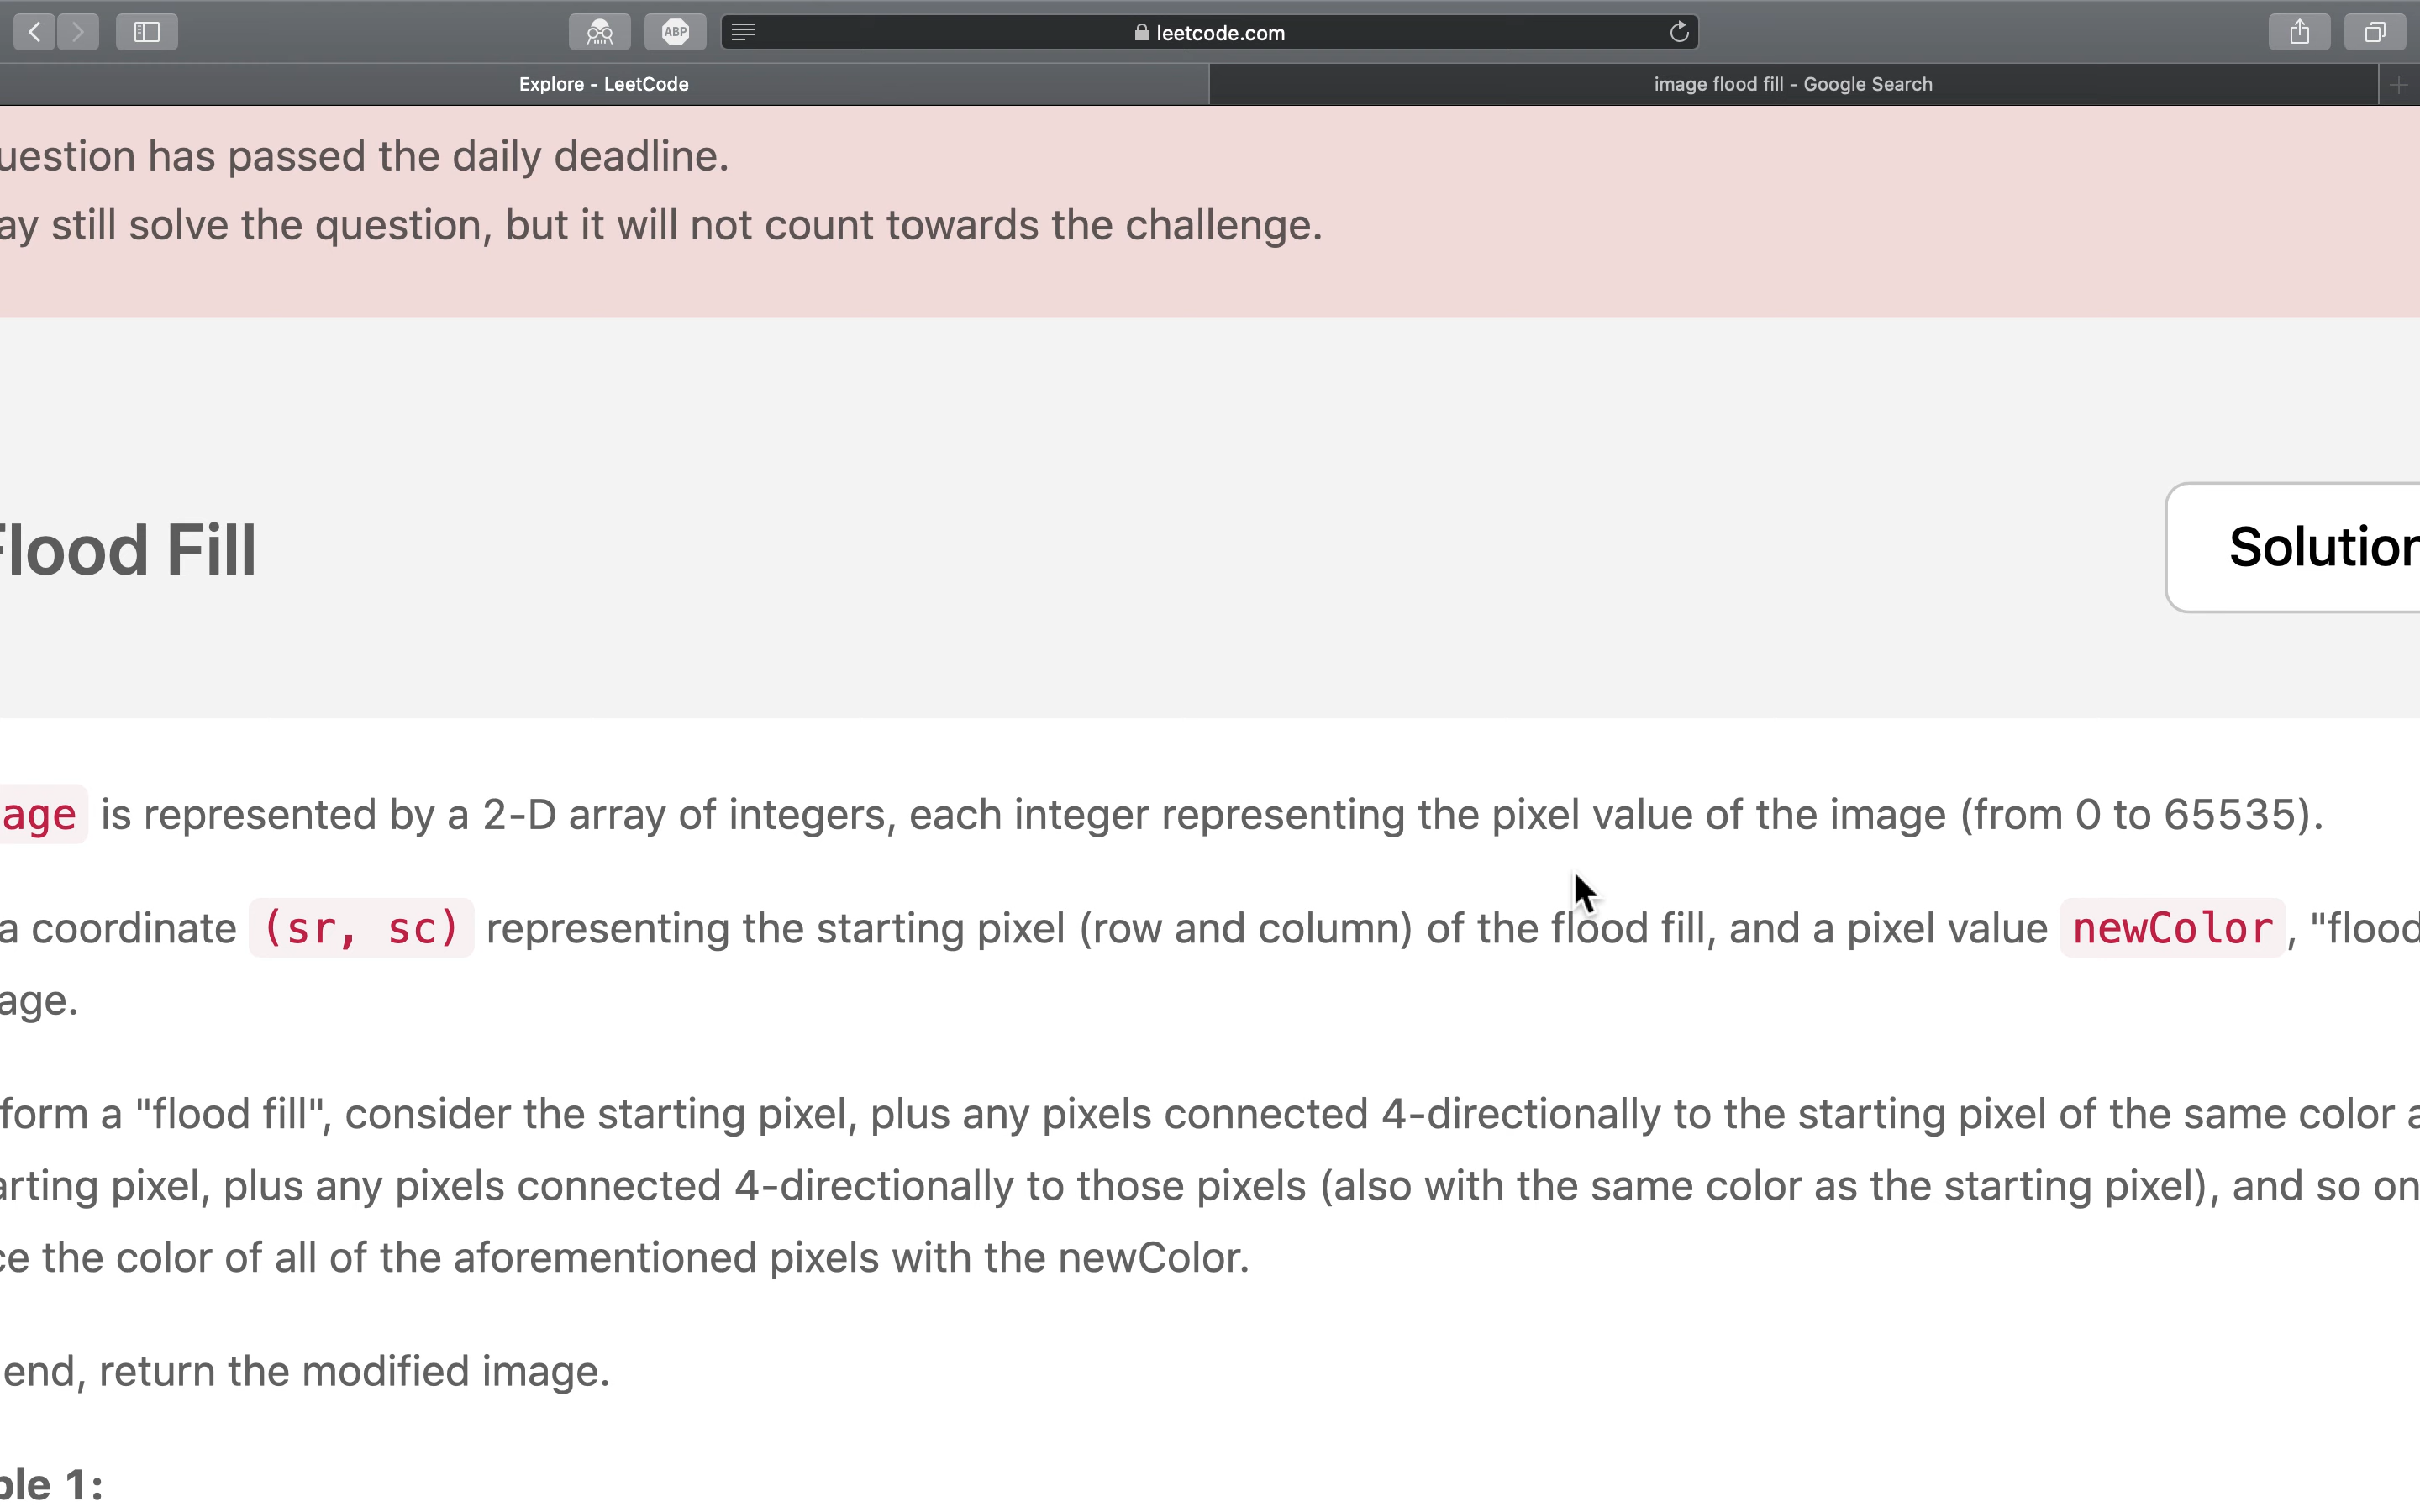 ABP
leetcode.com
Explore - LeetCode
image flood fill - Google Search
uestion has passed the daily deadline.
ay still solve the question, but it will not count towards the challenge.
Flood Fill
Solution
age is represented by a 2-D array of integers, each integer representing the pixel value of the image (from 0 to 65535).
a coordinate (sr, sc) representing the starting pixel (row and column) of the flood fill, and a pixel value newColor, "flood
age.
form a "flood fill", consider the starting pixel, plus any pixels connected 4-directionally to the starting pixel of the same color a
arting pixel, plus any pixels connected 4-directionally to those pixels (also with the same color as the starting pixel), and so on
ce the color of all of the aforementioned pixels with the newColor.
end, return the modified image.
ple 1: